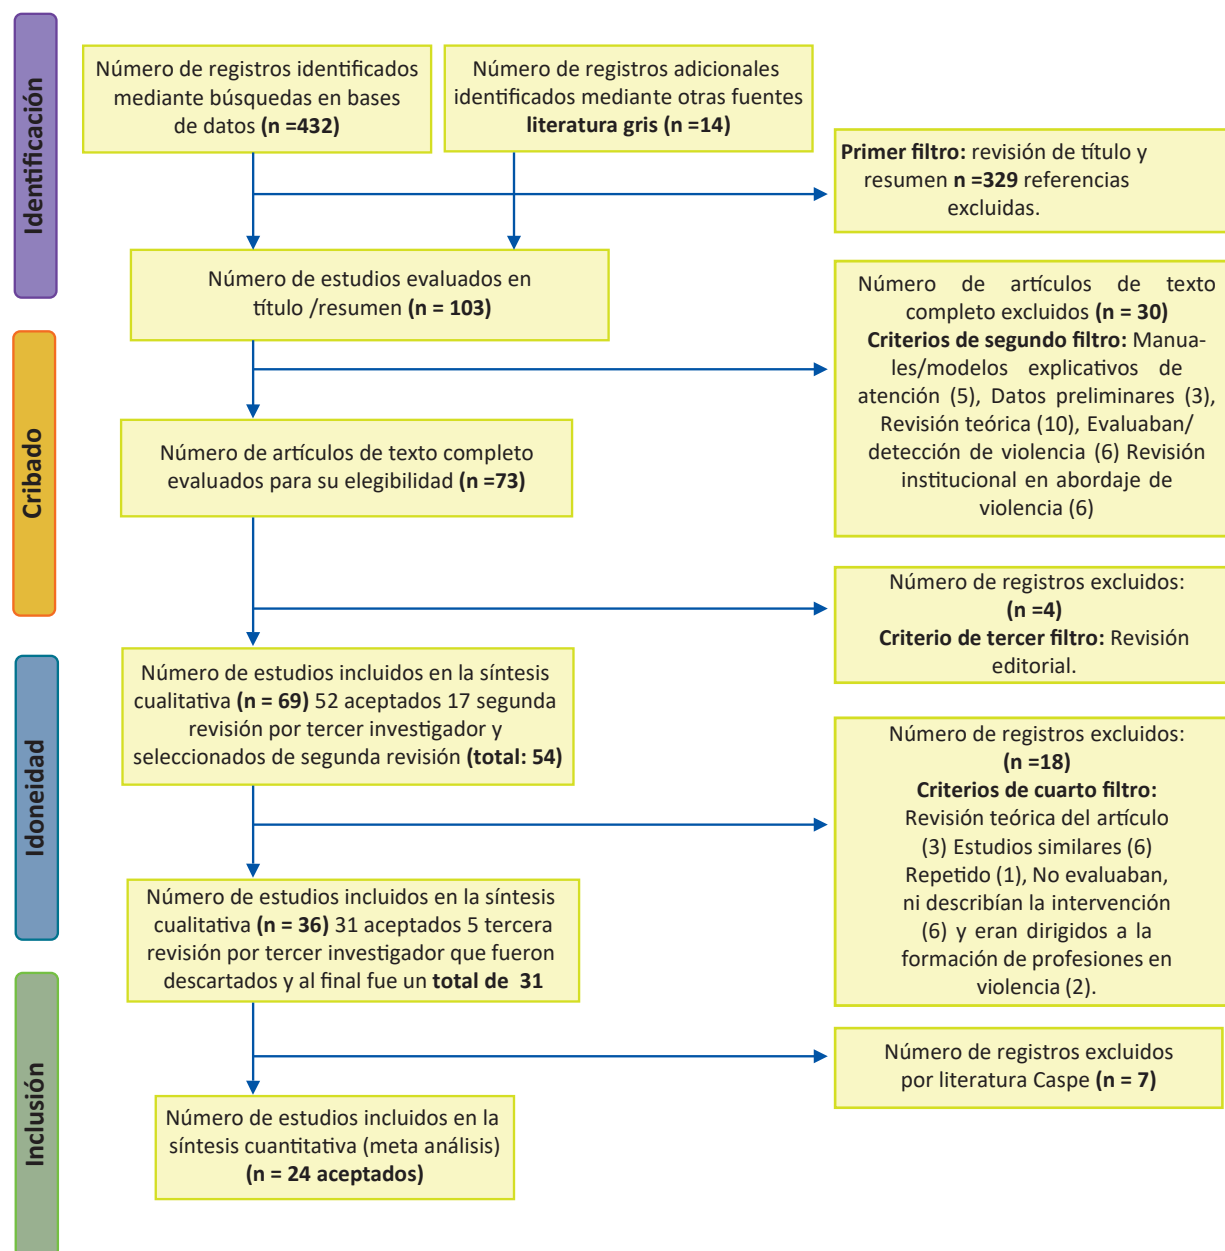 Identificación
Número de registros identificados
mediante búsquedas en bases
de datos (n =432)
Número de registros adicionales
identificados mediante otras fuentes
literatura gris (n =14)
Primer filtro: revisión de título y
resumen n =329 referencias
excluidas.
Número de estudios evaluados en
título /resumen (n = 103)
Número de artículos de texto
completo excluidos (n = 30)
Criterios de segundo filtro: Manua-
les/modelos explicativos de
atención (5), Datos preliminares (3),
Revisión teórica (10), Evaluaban/
detección de violencia (6) Revisión
institucional en abordaje de
violencia (6)
Cribado
Número de artículos de texto completo
evaluados para su elegibilidad (n =73)
Número de registros excluidos:
(n =4)
Criterio de tercer filtro: Revisión
editorial.
Idoneidad
Número de estudios incluidos en la síntesis
cualitativa (n = 69) 52 aceptados 17 segunda
revisión por tercer investigador y
seleccionados de segunda revisión (total: 54)
Número de registros excluidos:
(n =18)
Criterios de cuarto filtro:
Revisión teórica del artículo
(3) Estudios similares (6)
Repetido (1), No evaluaban,
ni describían la intervención
(6) y eran dirigidos a la
formación de profesiones en
violencia (2).
Número de estudios incluidos en la síntesis
cualitativa (n = 36) 31 aceptados 5 tercera
revisión por tercer investigador que fueron
descartados y al final fue un total de 31
Inclusión
Número de registros excluidos
por literatura Caspe (n = 7)
Número de estudios incluidos en la
síntesis cuantitativa (meta análisis)
(n = 24 aceptados)